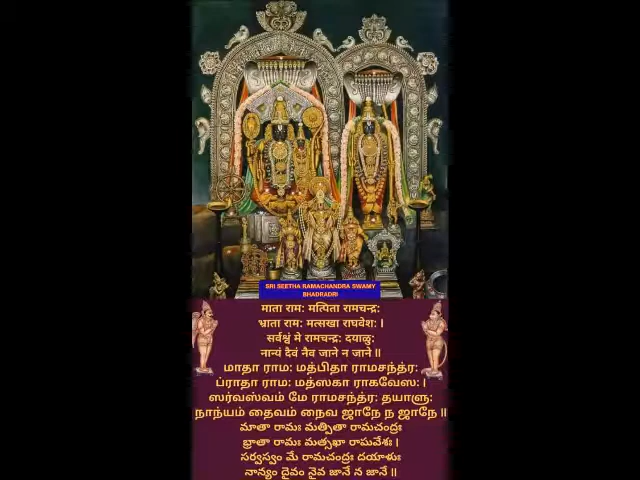 SRI SEETHA RAMACHANDRA SWAMY
BHADRADRI
माता राम: मत्पिता रामचन्द्र:
भ्राता राम: मत्सखा राघवेश: ।
सर्वश्वं मे रामचन्द्र: दयाळु:
नान्यं दैवं नैव जाने न जाने ॥
மாதா ராம: மத்பிதா ராமசந்த்ர:
ப்ராதா ராம: மத்ஸகா ராகவேஸ: ।
ஸர்வஸ்வம் மே ராமசந்த்ர: தயாளு:
நாந்யம் தைவம் நைவ ஜாநே ந ஜாநே ॥
మాతా రామః మత్పితా రామచంద్రః
భ్రాతా రామః మత్సఖా రాఘవేశః ।
సర్వస్వం మే రామచంద్రః దయాళుః
నాన్యం దైవం నైవ జానే న జానే ॥